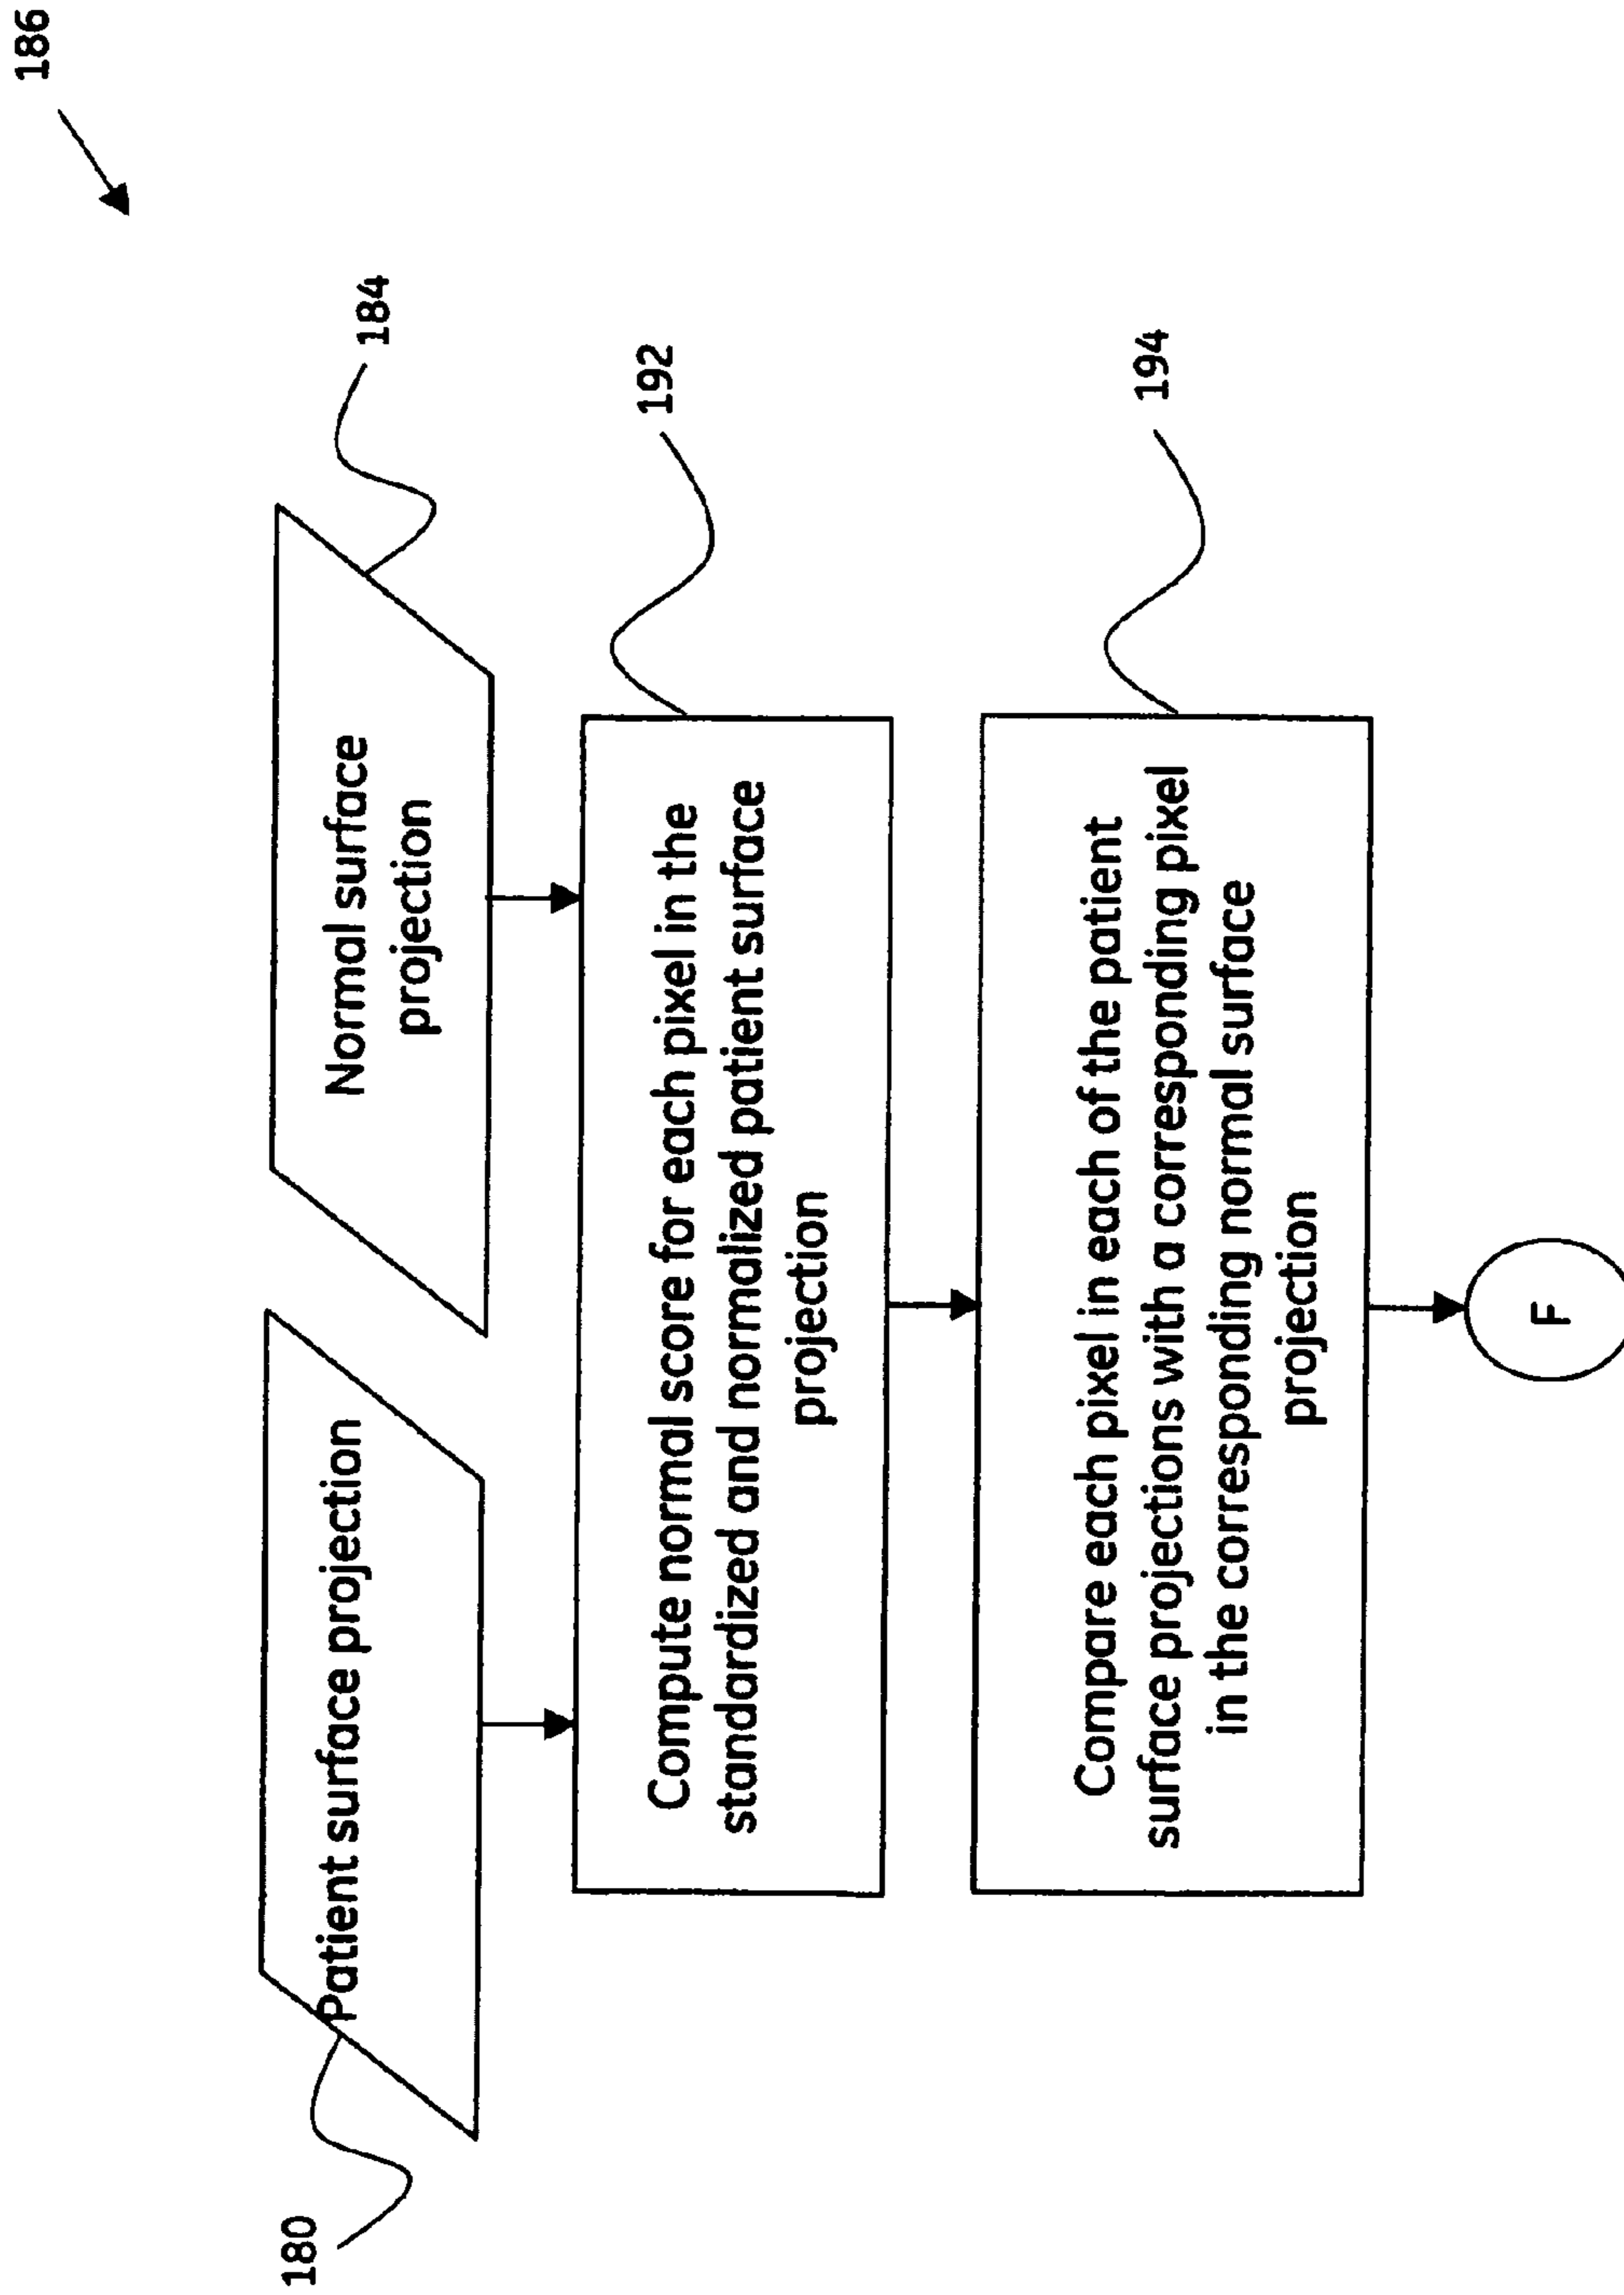 186
180
Patient surface projection
Normal surface
projection
184
Compute normal score for each pixel in the
standardized and normalized patient surface
projection
192
Compare each pixel in each of the patient
surface projections with a corresponding pixel
in the corresponding normal surface
projection
194
F